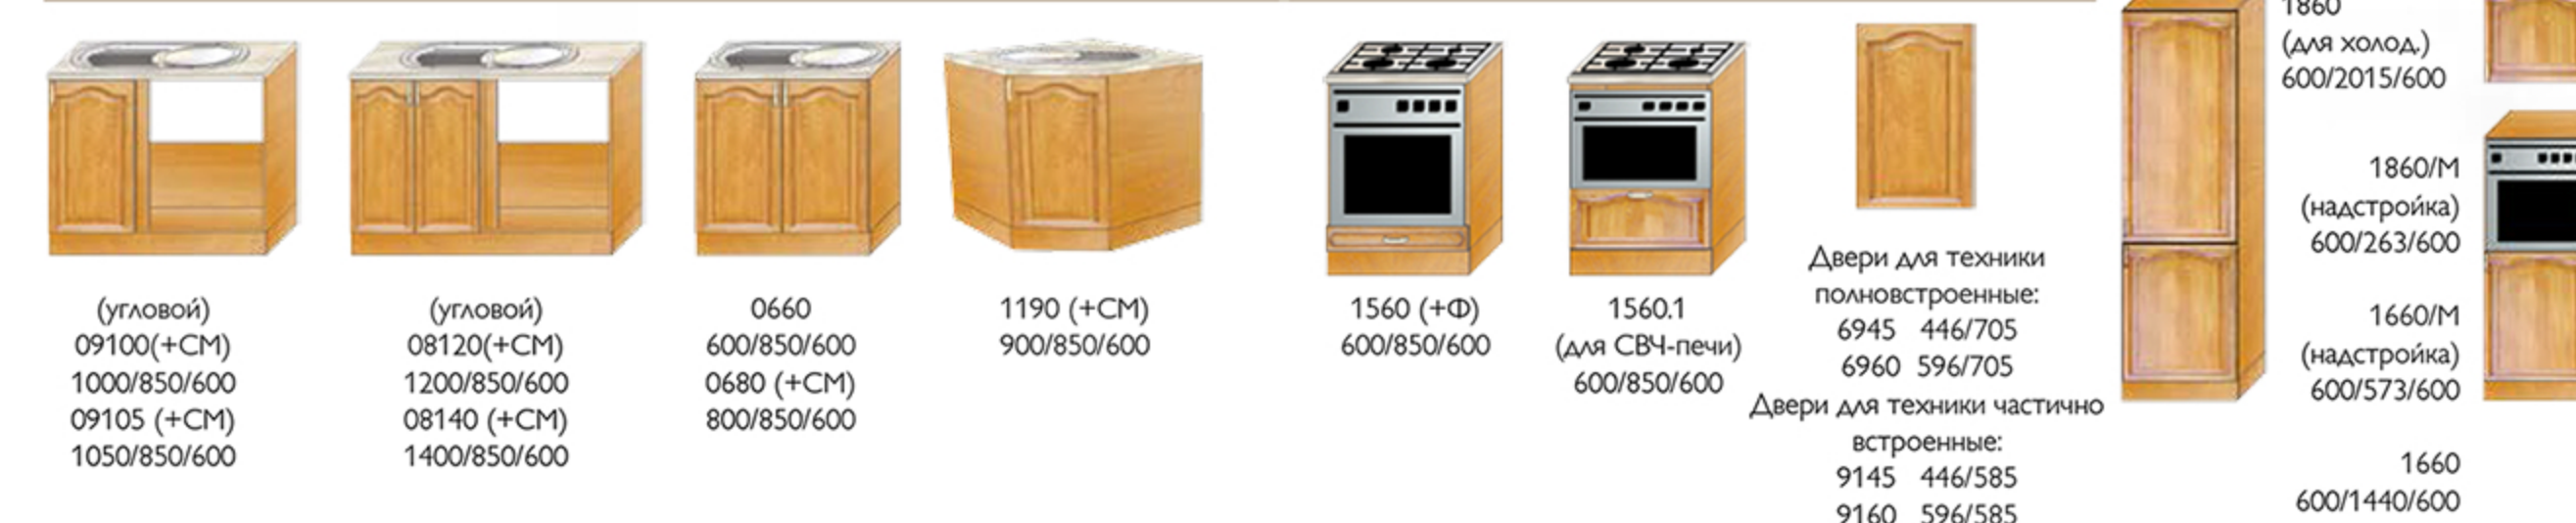 (угловой)
09100(+СМ)
1000/850/600
09105 (+СМ)
1050/850/600
(угловой)
08120(+СМ)
1200/850/600
08140 (+СМ)
1400/850/600
0660
600/850/600
0680 (+СМ)
800/850/600
1190 (+СМ)
900/850/600
1560 (+Ф)
600/850/600
1560.1
(для СВЧ-печи)
600/850/600
Двери для техники
полновстроенные:
6945 446/705
6960 596/705
Двери для техники частично
встроенные:
9145 446/585
9160 596/585
1860
(для холод.)
600/2015/600
1860/М
(надстройка)
600/263/600
1660/М
(надстройка)
600/573/600
1660
600/1440/600